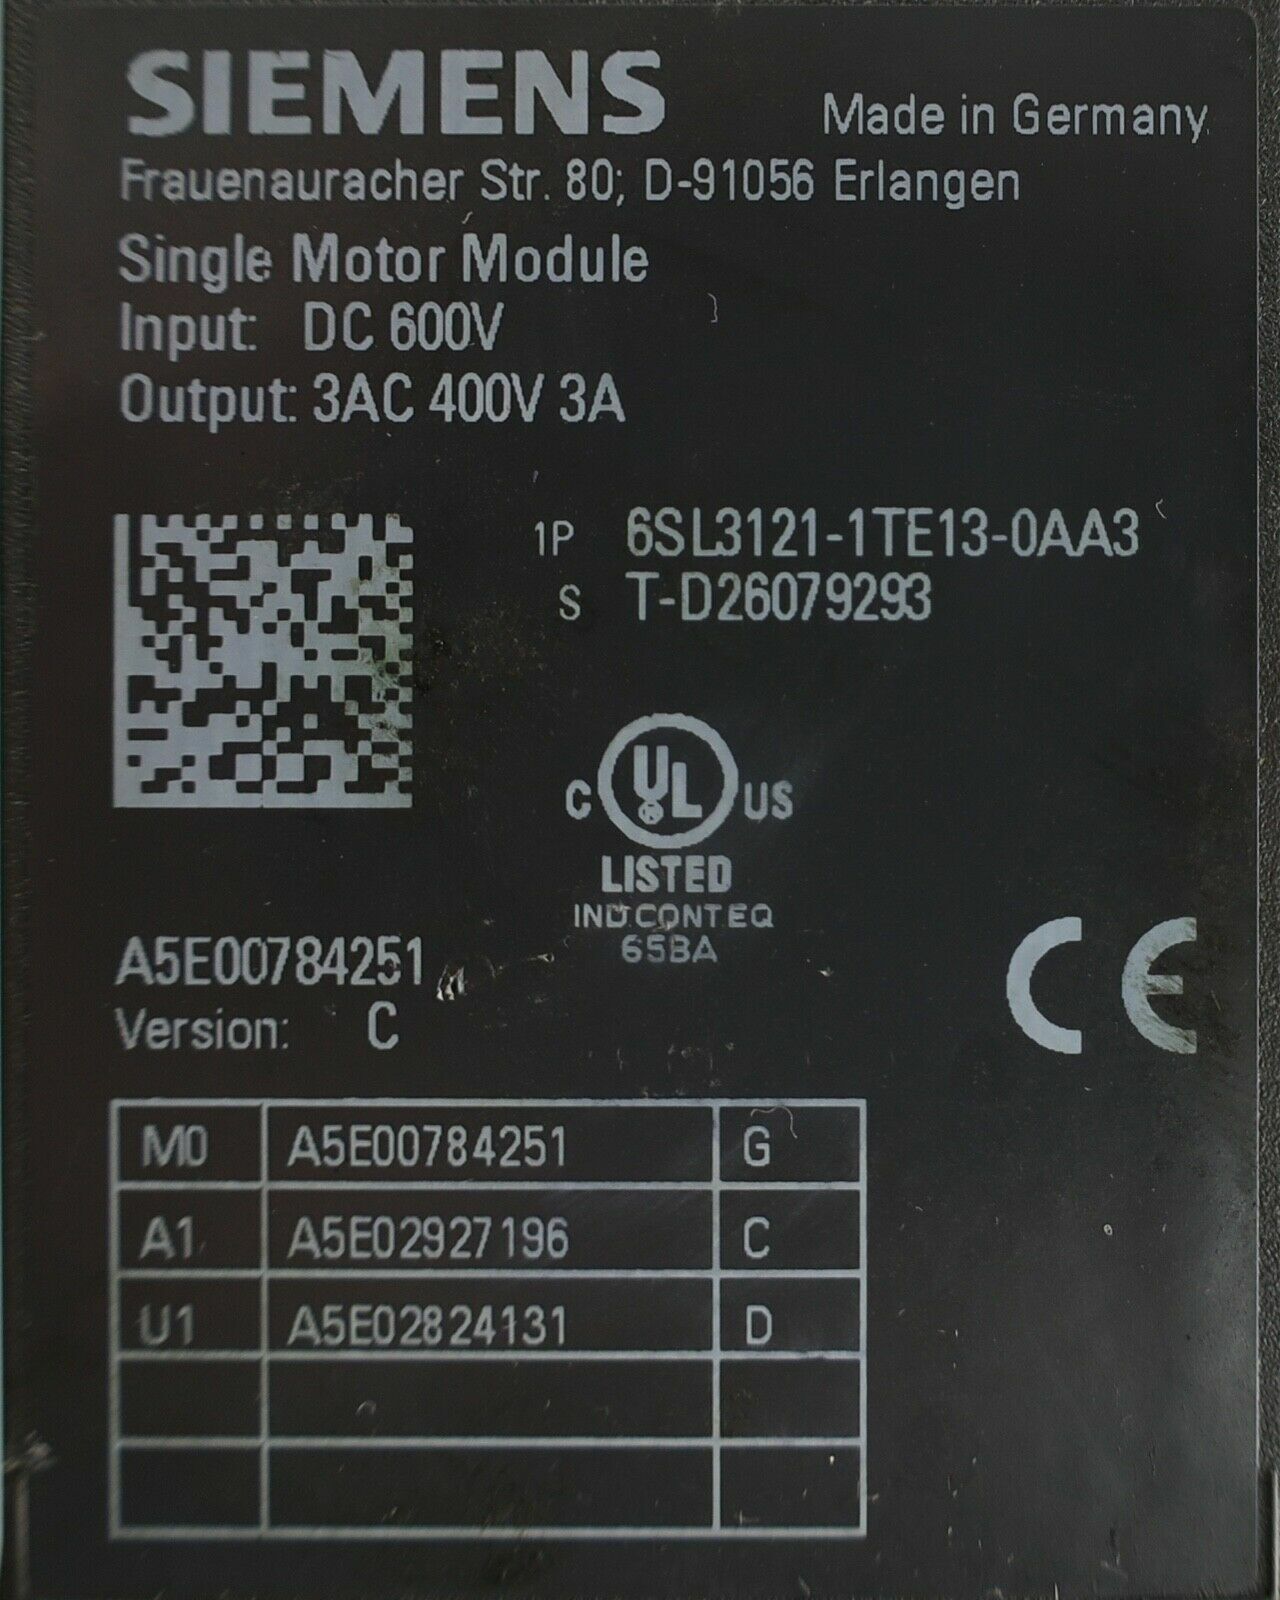 SIEMENS
Made in Germany
Frauenauracher Str. 80; D-91056 Erlangen
Single Motor Module
Input: DC 600V
Output: 3AC 400V 3A
1P 6SL3121-1TE13-0AA3
S T-D26079293
C UL US
®
LISTED
IND.CONT.EQ
65BA
A5E00784251
Version: C
CE
M0 A5E00784251 G
A1 A5E02927196 C
U1 A5E02824131 D